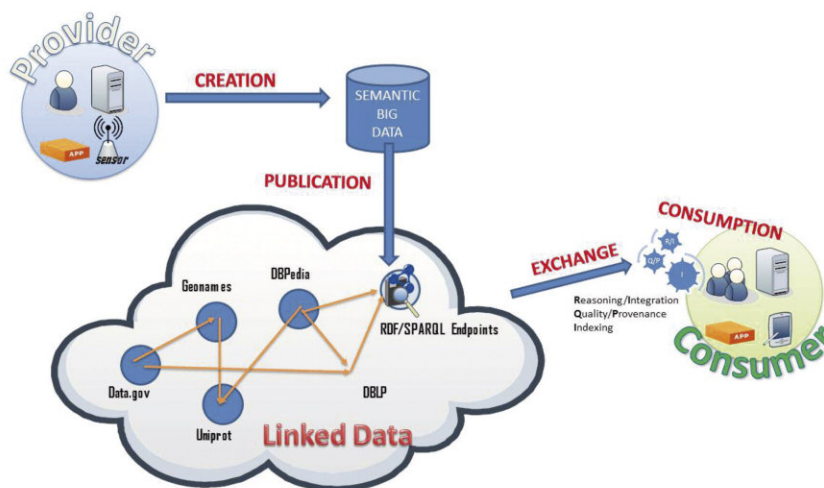 Provider
APP
sensor
CREATION
SEMANTIC
BIG
DATA
PUBLICATION
Geonames
DBPedia
RDF/SPARQL Endpoints
Data.gov
Uniprot
DBLP
Linked Data
EXCHANGE
CONSUMPTION
R/I
Q/P
I
Reasoning/Integration
Quality/Provenance
Indexing
APP
Consumer